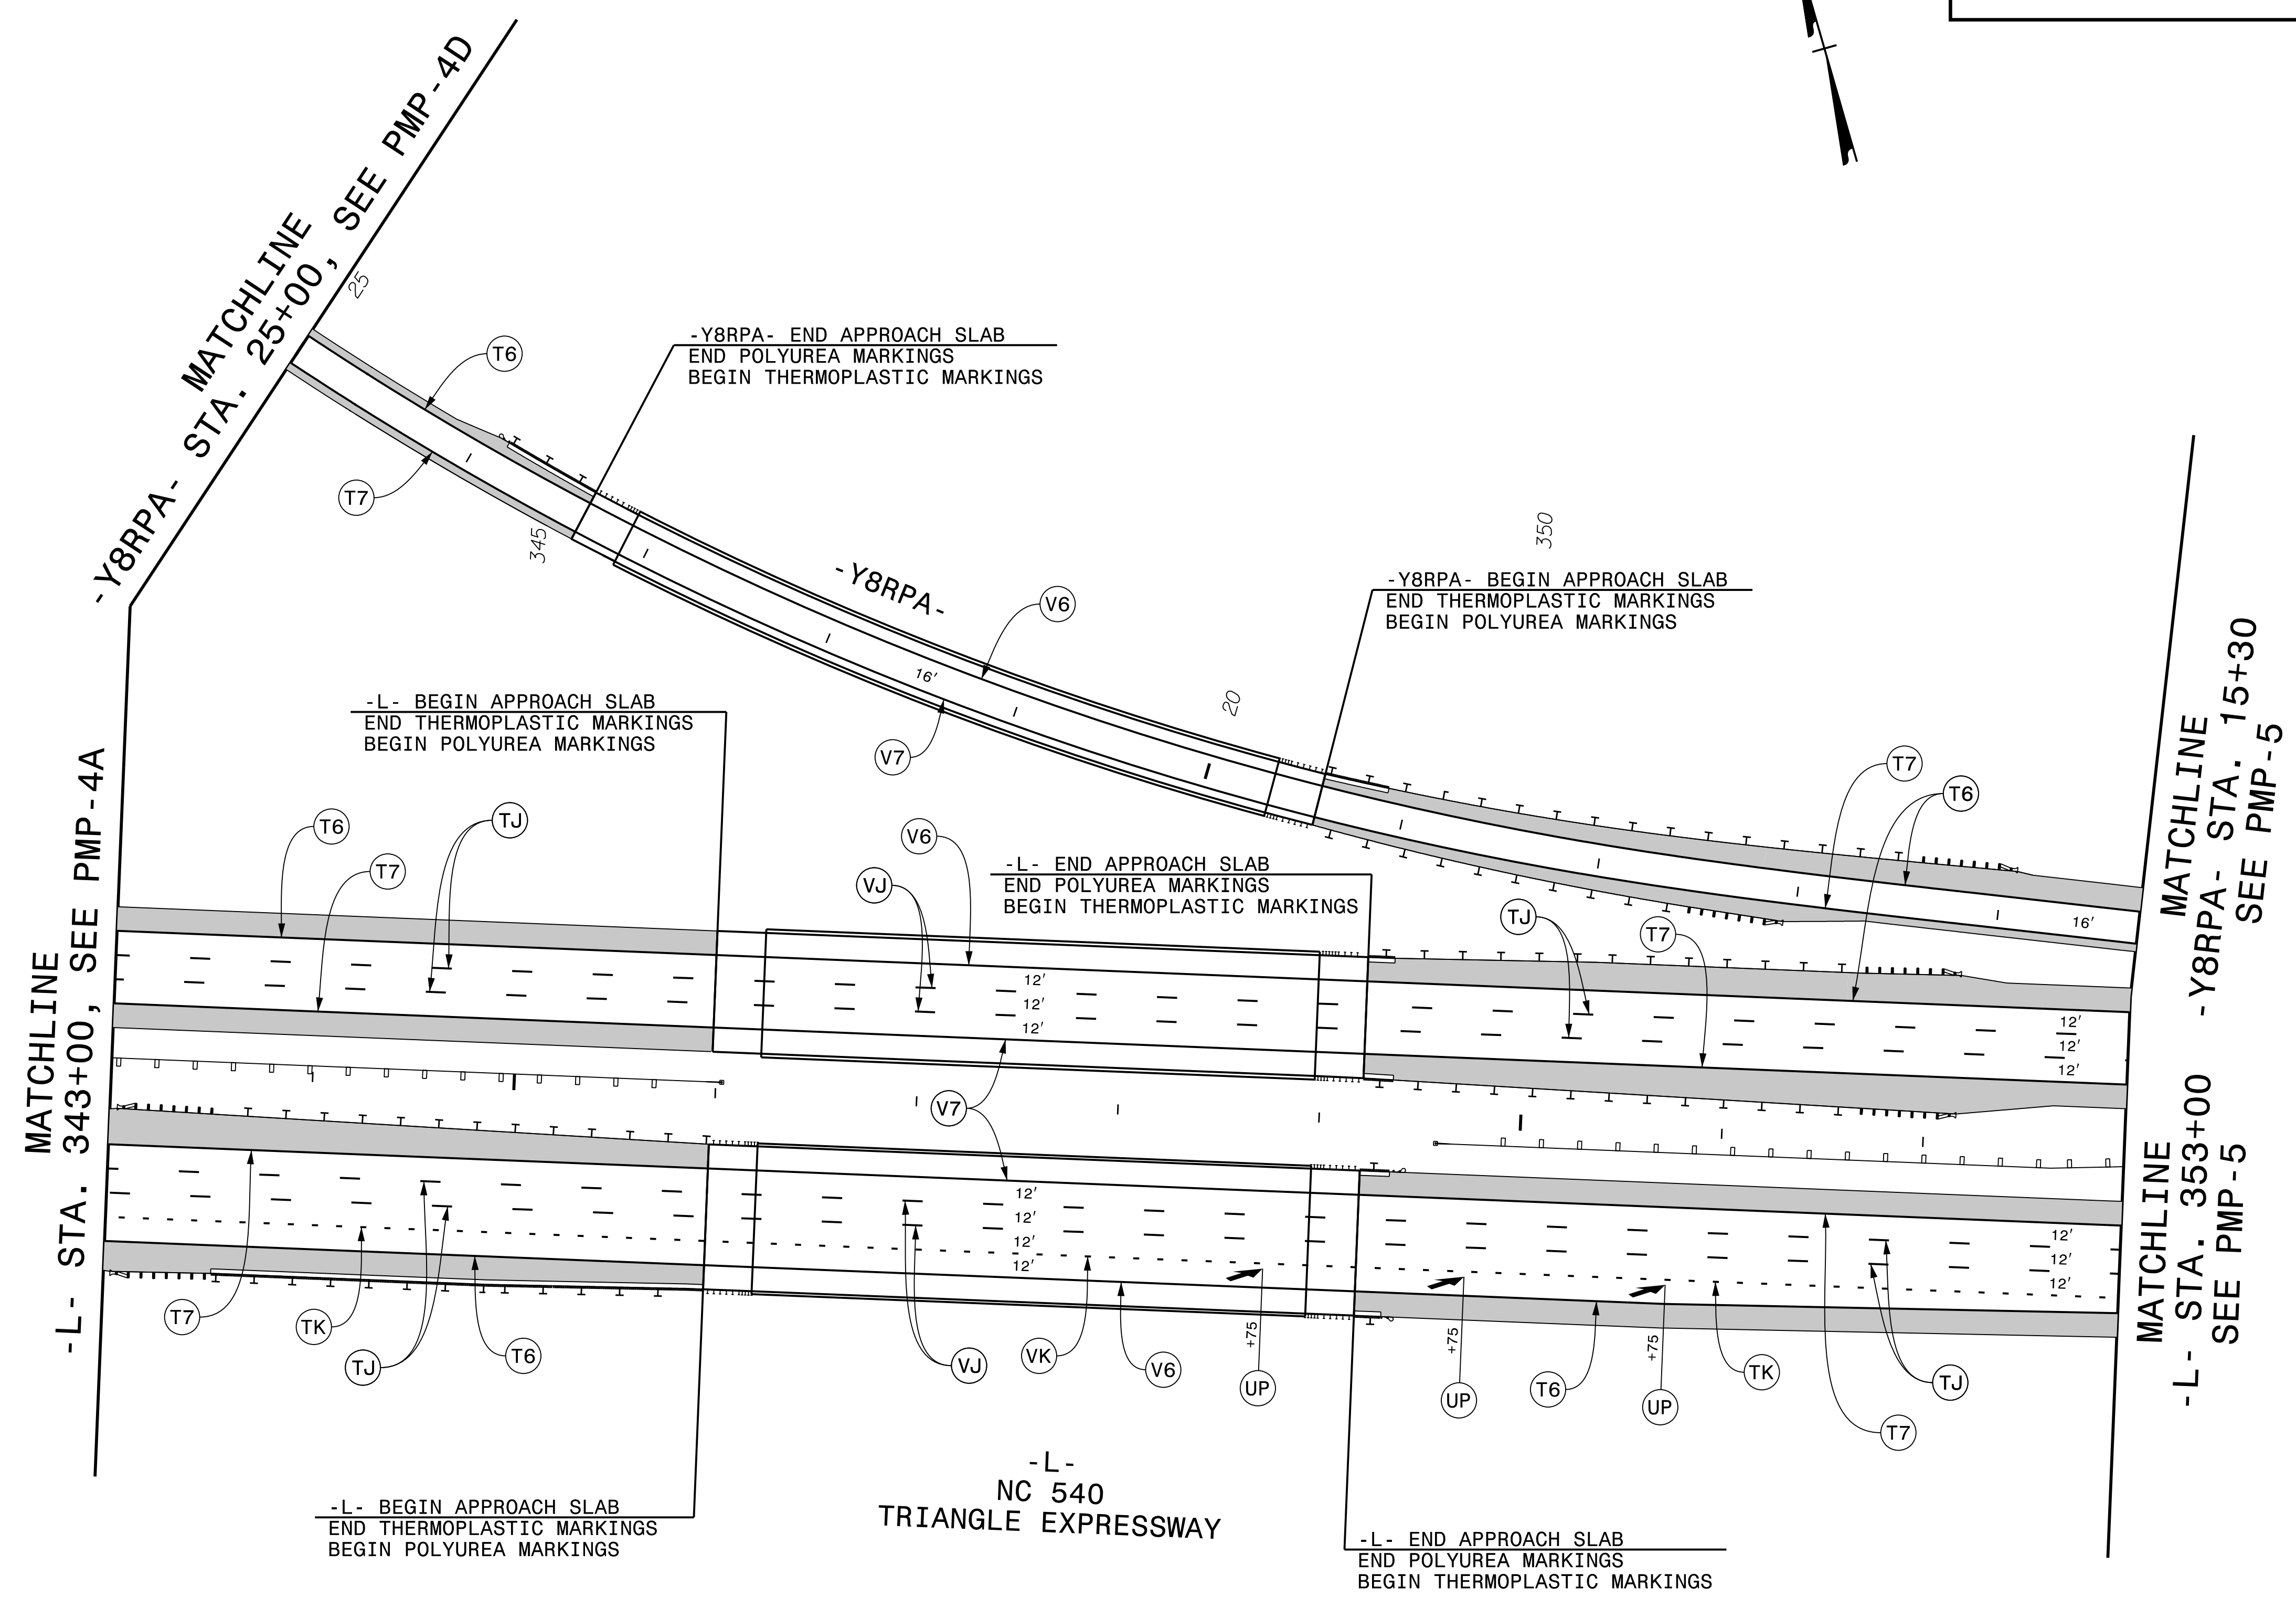 MATCHLINE
-Y8RPA- STA. 25+00, SEE PMP-4D
25
T6
T7
-Y8RPA- END APPROACH SLAB
END POLYUREA MARKINGS
BEGIN THERMOPLASTIC MARKINGS
345
-Y8RPA-
V6
16'
V7
20
350
-Y8RPA- BEGIN APPROACH SLAB
END THERMOPLASTIC MARKINGS
BEGIN POLYUREA MARKINGS
T7
T6
16'
MATCHLINE
-Y8RPA- STA. 15+30
SEE PMP-5
-L- BEGIN APPROACH SLAB
END THERMOPLASTIC MARKINGS
BEGIN POLYUREA MARKINGS
MATCHLINE
-L- STA. 343+00, SEE PMP-4A
T6
TJ
T7
V6
VJ
-L- END APPROACH SLAB
END POLYUREA MARKINGS
BEGIN THERMOPLASTIC MARKINGS
TJ
T7
12'
12'
12'
12'
12'
12'
V7
12'
12'
12'
12'
12'
12'
12'
MATCHLINE
-L- STA. 353+00
SEE PMP-5
T7
TK
TJ
T6
VJ
VK
V6
+75
UP
+75
UP
T6
+75
UP
TK
TJ
T7
-L-
NC 540
TRIANGLE EXPRESSWAY
-L- BEGIN APPROACH SLAB
END THERMOPLASTIC MARKINGS
BEGIN POLYUREA MARKINGS
-L- END APPROACH SLAB
END POLYUREA MARKINGS
BEGIN THERMOPLASTIC MARKINGS